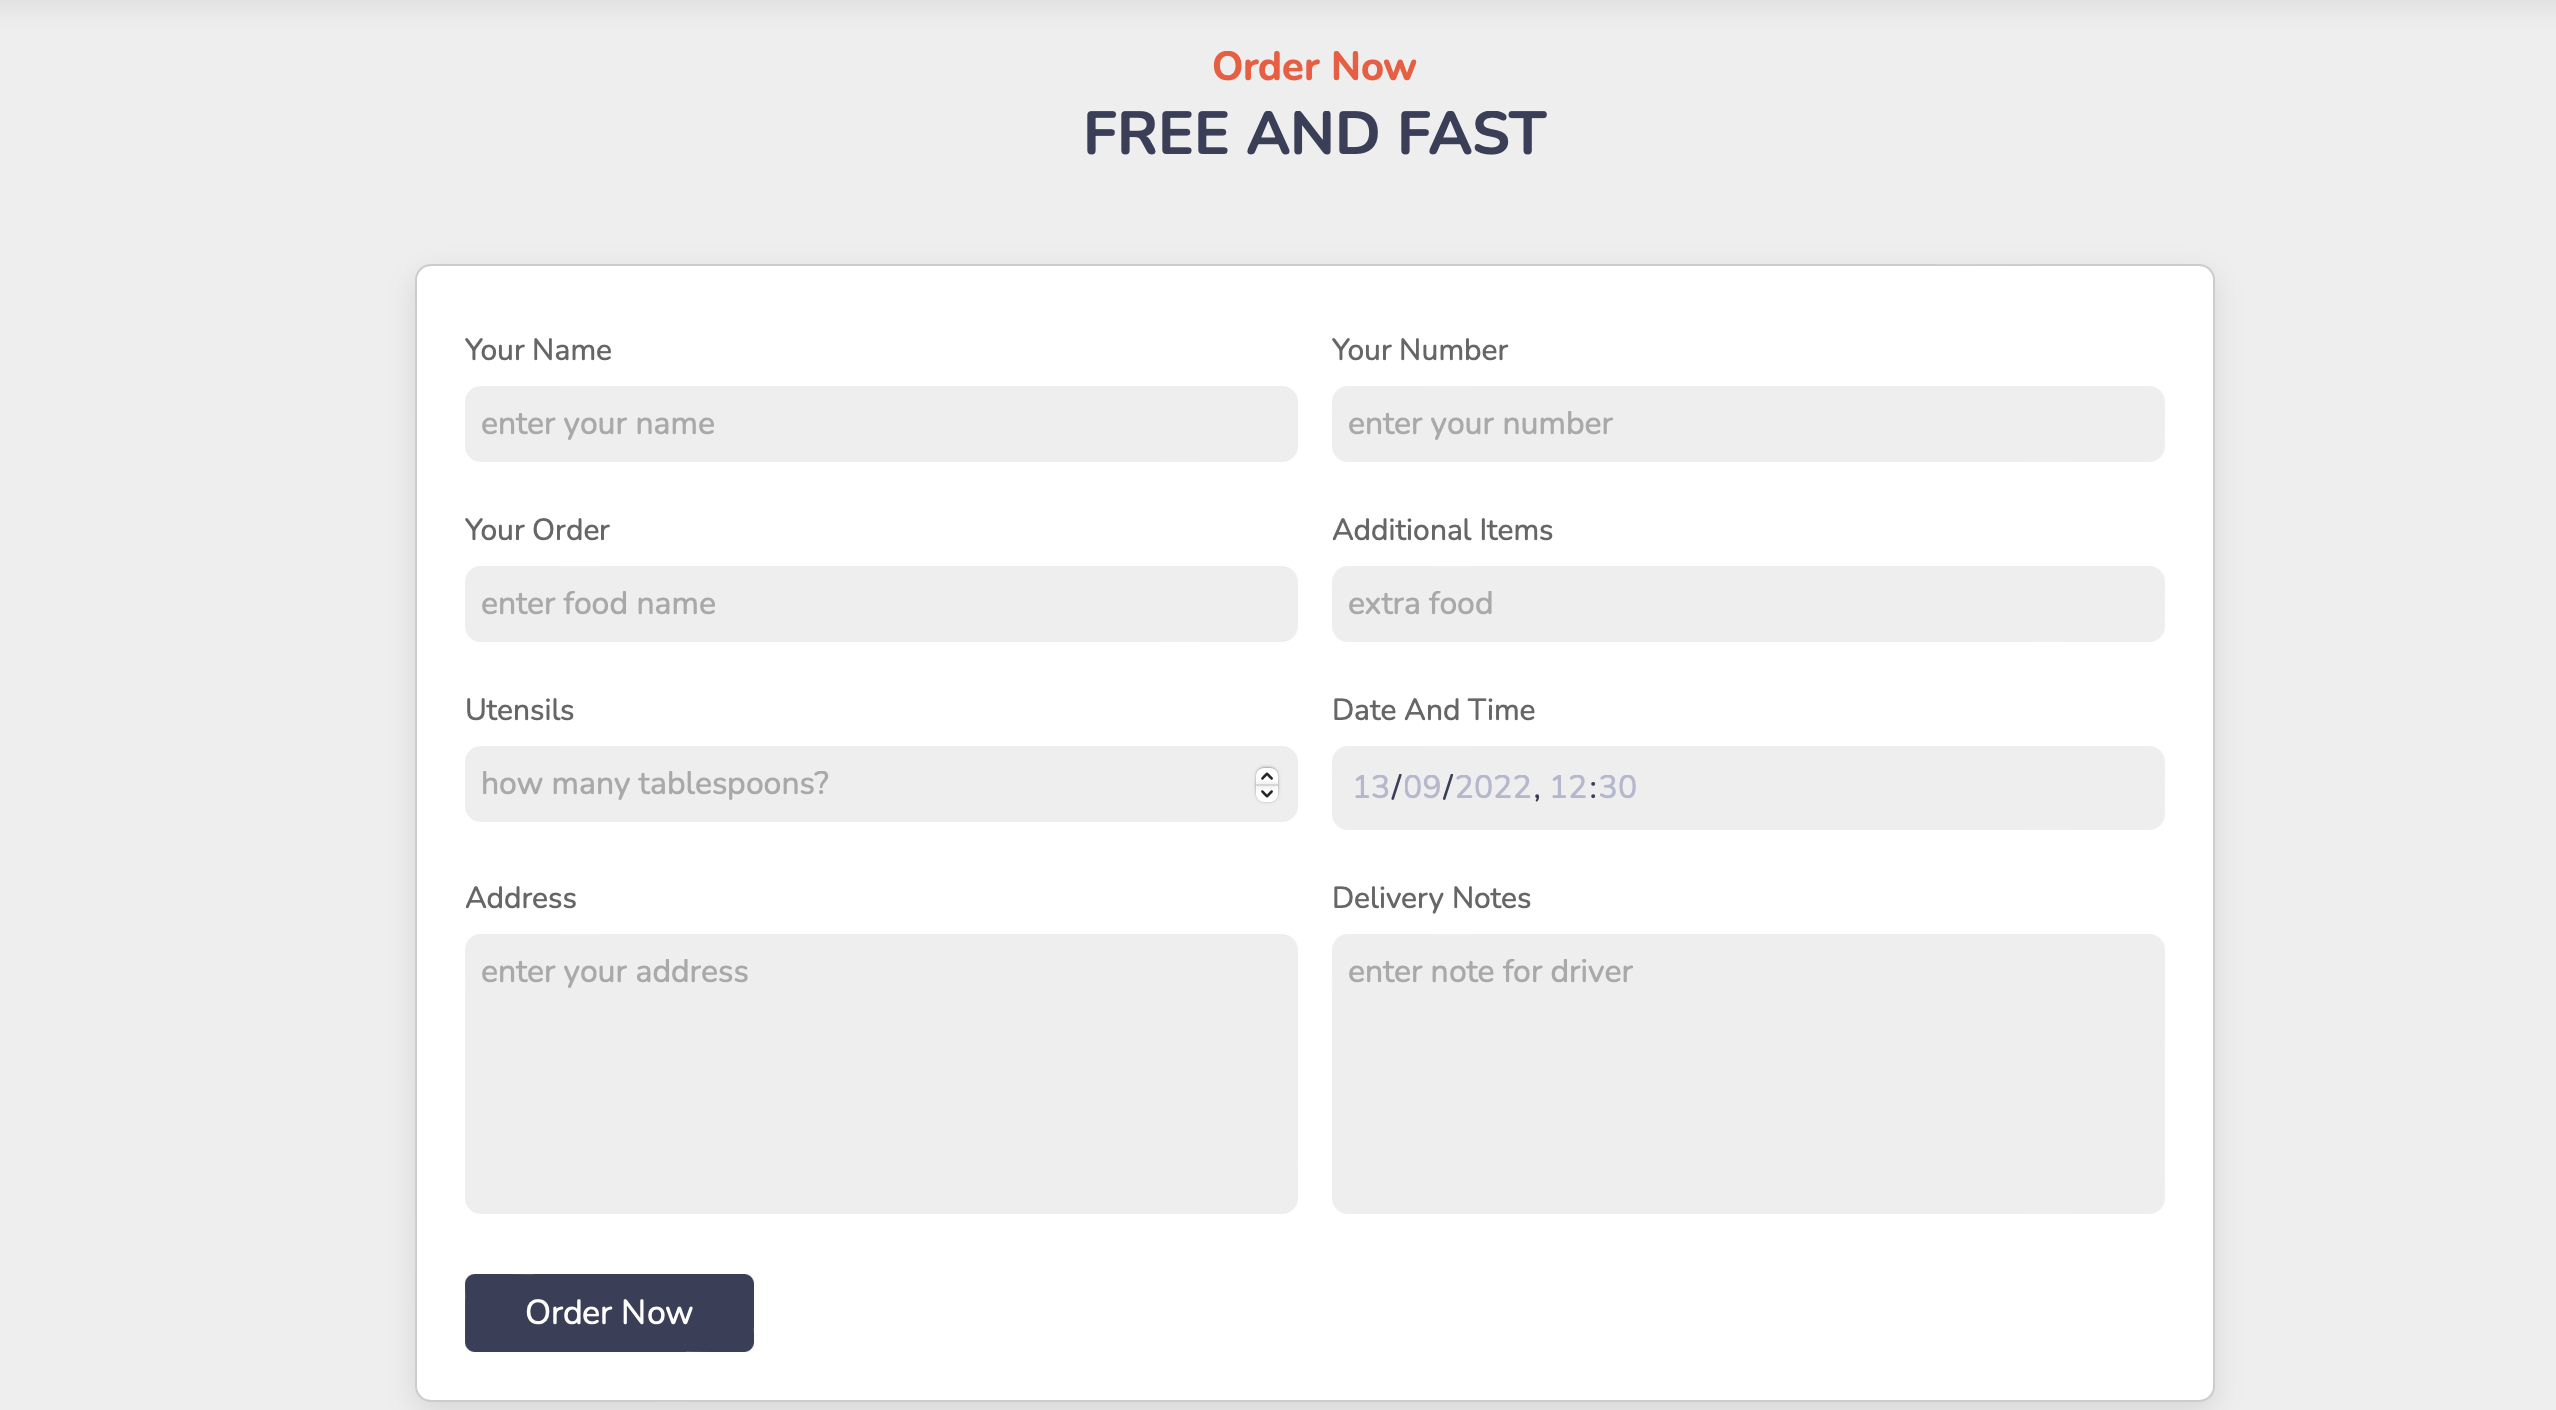 Order Now
FREE AND FAST
Your Name
Your Number
enter your name
enter your number
Your Order
Additional Items
enter food name
extra food
Utensils
Date And Time
how many tablespoons?
13/09/2022, 12:30
Address
Delivery Notes
enter your address
enter note for driver
Order Now